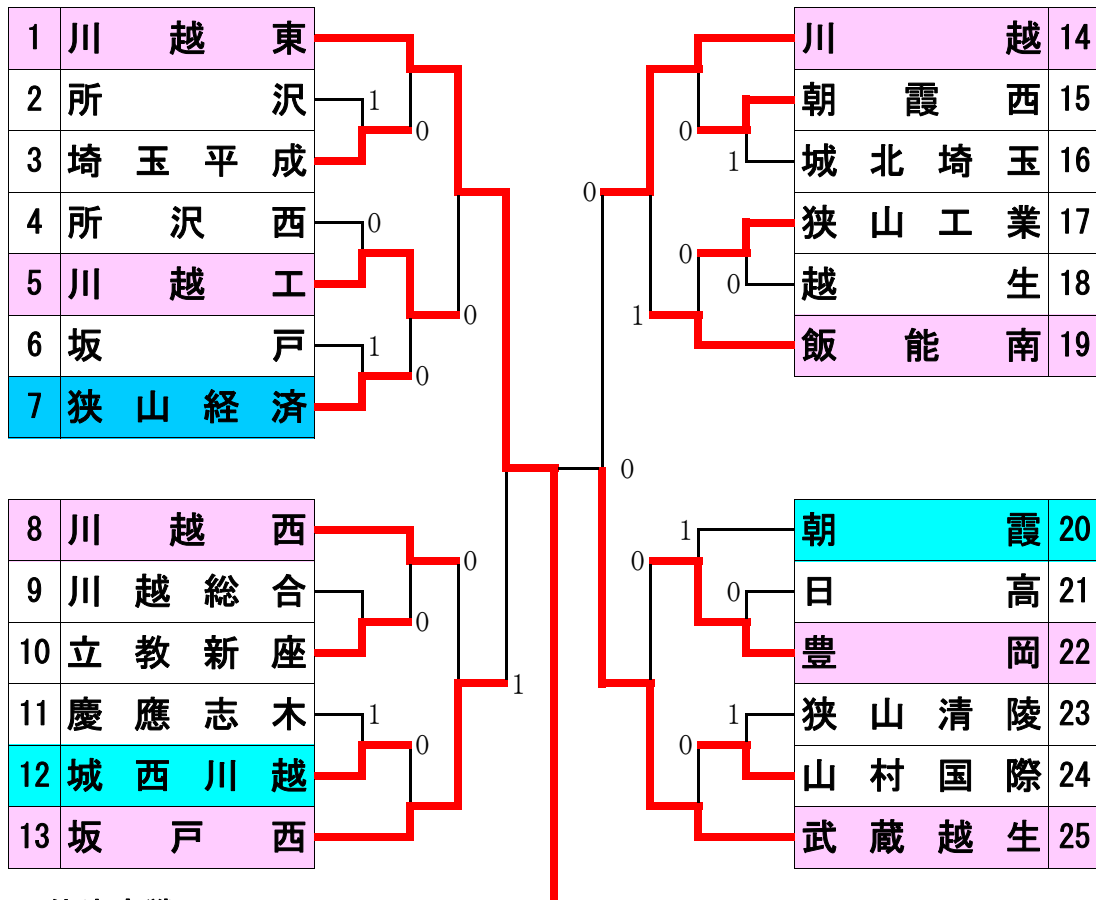 1 川越東
2 所沢
3 埼玉平成
4 所沢西
5 川越工
6 坂戸
7 狭山経済
8 川越西
9 川越総合
10 立教新座
11 慶應志木
12 城西川越
13 坂戸西
1
0
0
0
1
0
0
0
1
1
0
川越 14
朝霞西 15
城北埼玉 16
狭山工業 17
越生 18
飯能南 19
朝霞 20
日高 21
豊岡 22
狭山清陵 23
山村国際 24
武蔵越生 25
0
1
0
0
0
1
0
1
0
0
1
0